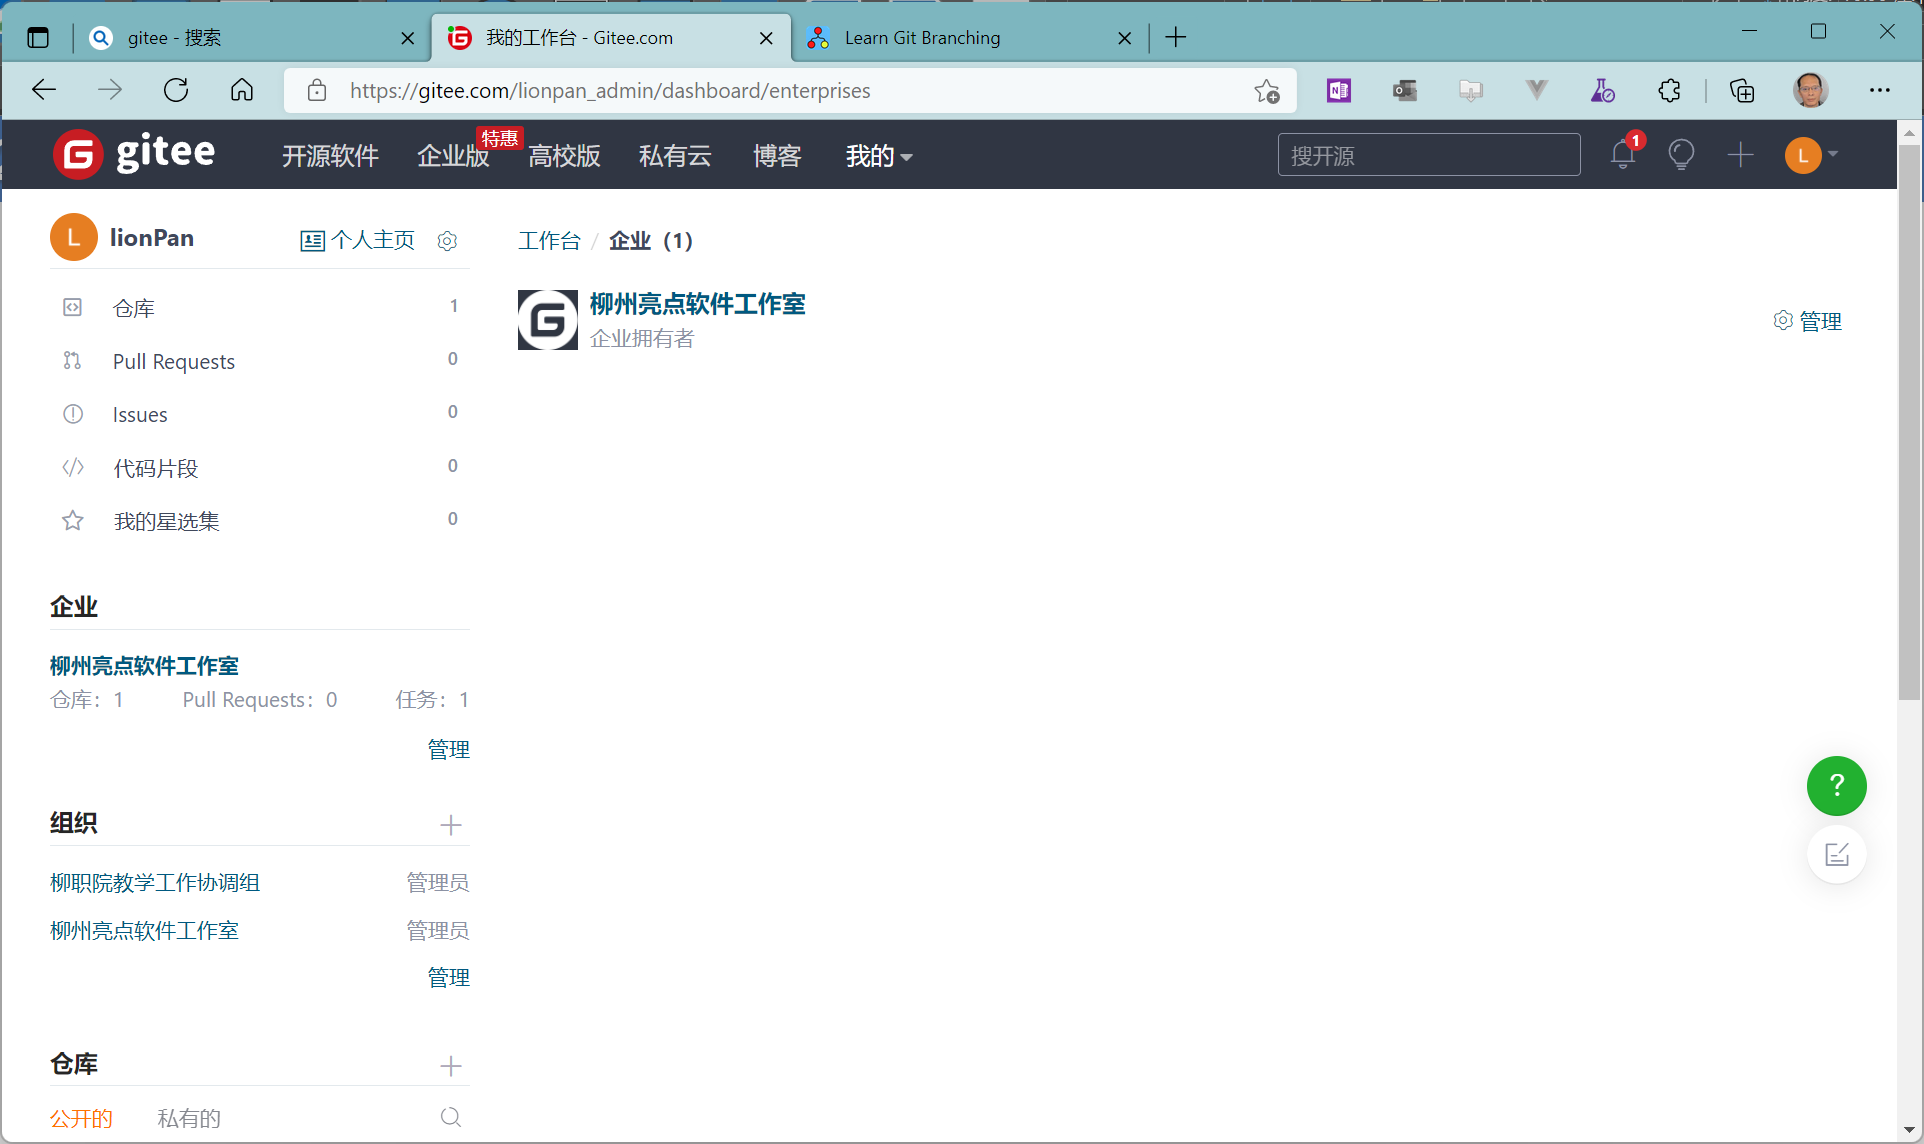 gitee - 搜索
我的工作台 - Gitee.com
Learn Git Branching
https://gitee.com/lionpan_admin/dashboard/enterprises
gitee
开源软件
企业版
特惠
高校版
私有云
博客
我的
搜开源
1
L
L
lionPan
个人主页
工作台 / 企业（1）
仓库 1
Pull Requests 0
Issues 0
代码片段 0
我的星选集 0
柳州亮点软件工作室
企业拥有者
管理
企业
柳州亮点软件工作室
仓库：1 Pull Requests：0 任务：1
管理
组织
柳职院教学工作协调组 管理员
柳州亮点软件工作室 管理员
管理
仓库
公开的 私有的
?